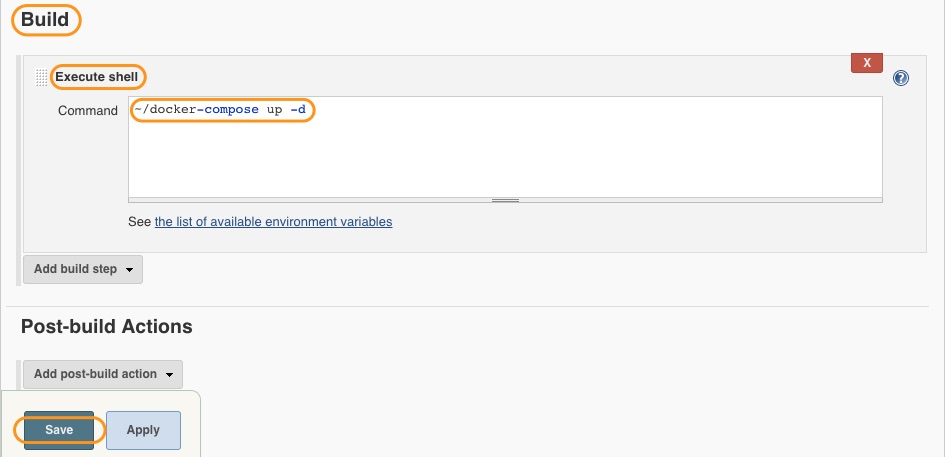 Build
X
Execute shell
?
Command ~/docker-compose up -d
See the list of available environment variables
Add build step
Post-build Actions
Add post-build action
Save Apply